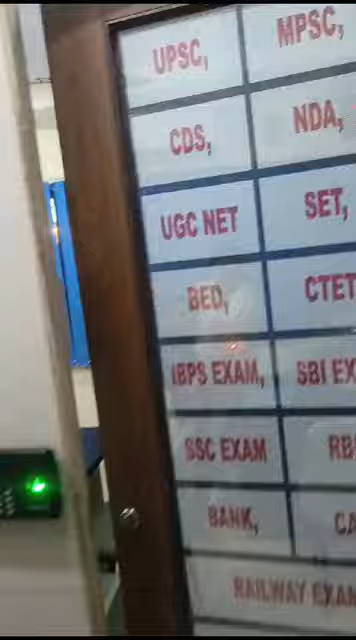 UPSC, MPSC,
CDS, NDA,
UGC NET SET,
BED, CTET
IBPS EXAM, SBI EX
SSC EXAM RB
BANK, CA
RAILWAY EXAM